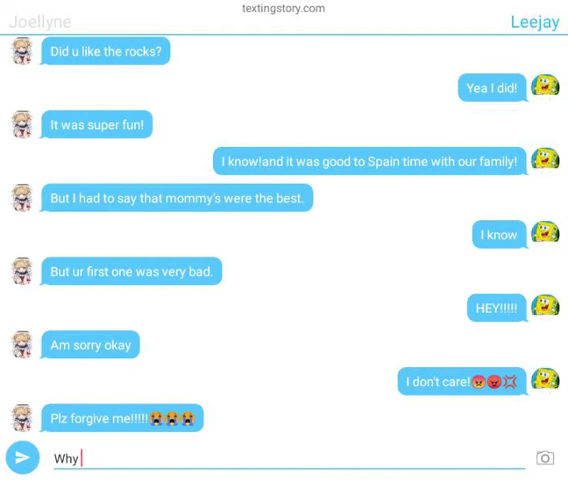 textingstory.com
Joellyne
Leejay
Did u like the rocks?
Yea I did!
It was super fun!
I know!and it was good to Spain time with our family!
But I had to say that mommy's were the best.
I know
But ur first one was very bad.
HEY!!!!!
Am sorry okay
I don't care!😡👿💢
Plz forgive me!!!!!😭😭😭
Why